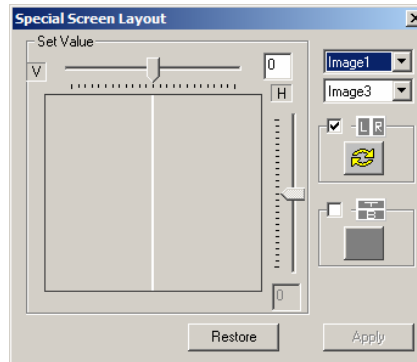 Special Screen Layout
Set Value
V
0
H
Image1
Image3
L R
T
B
0
Restore
Apply